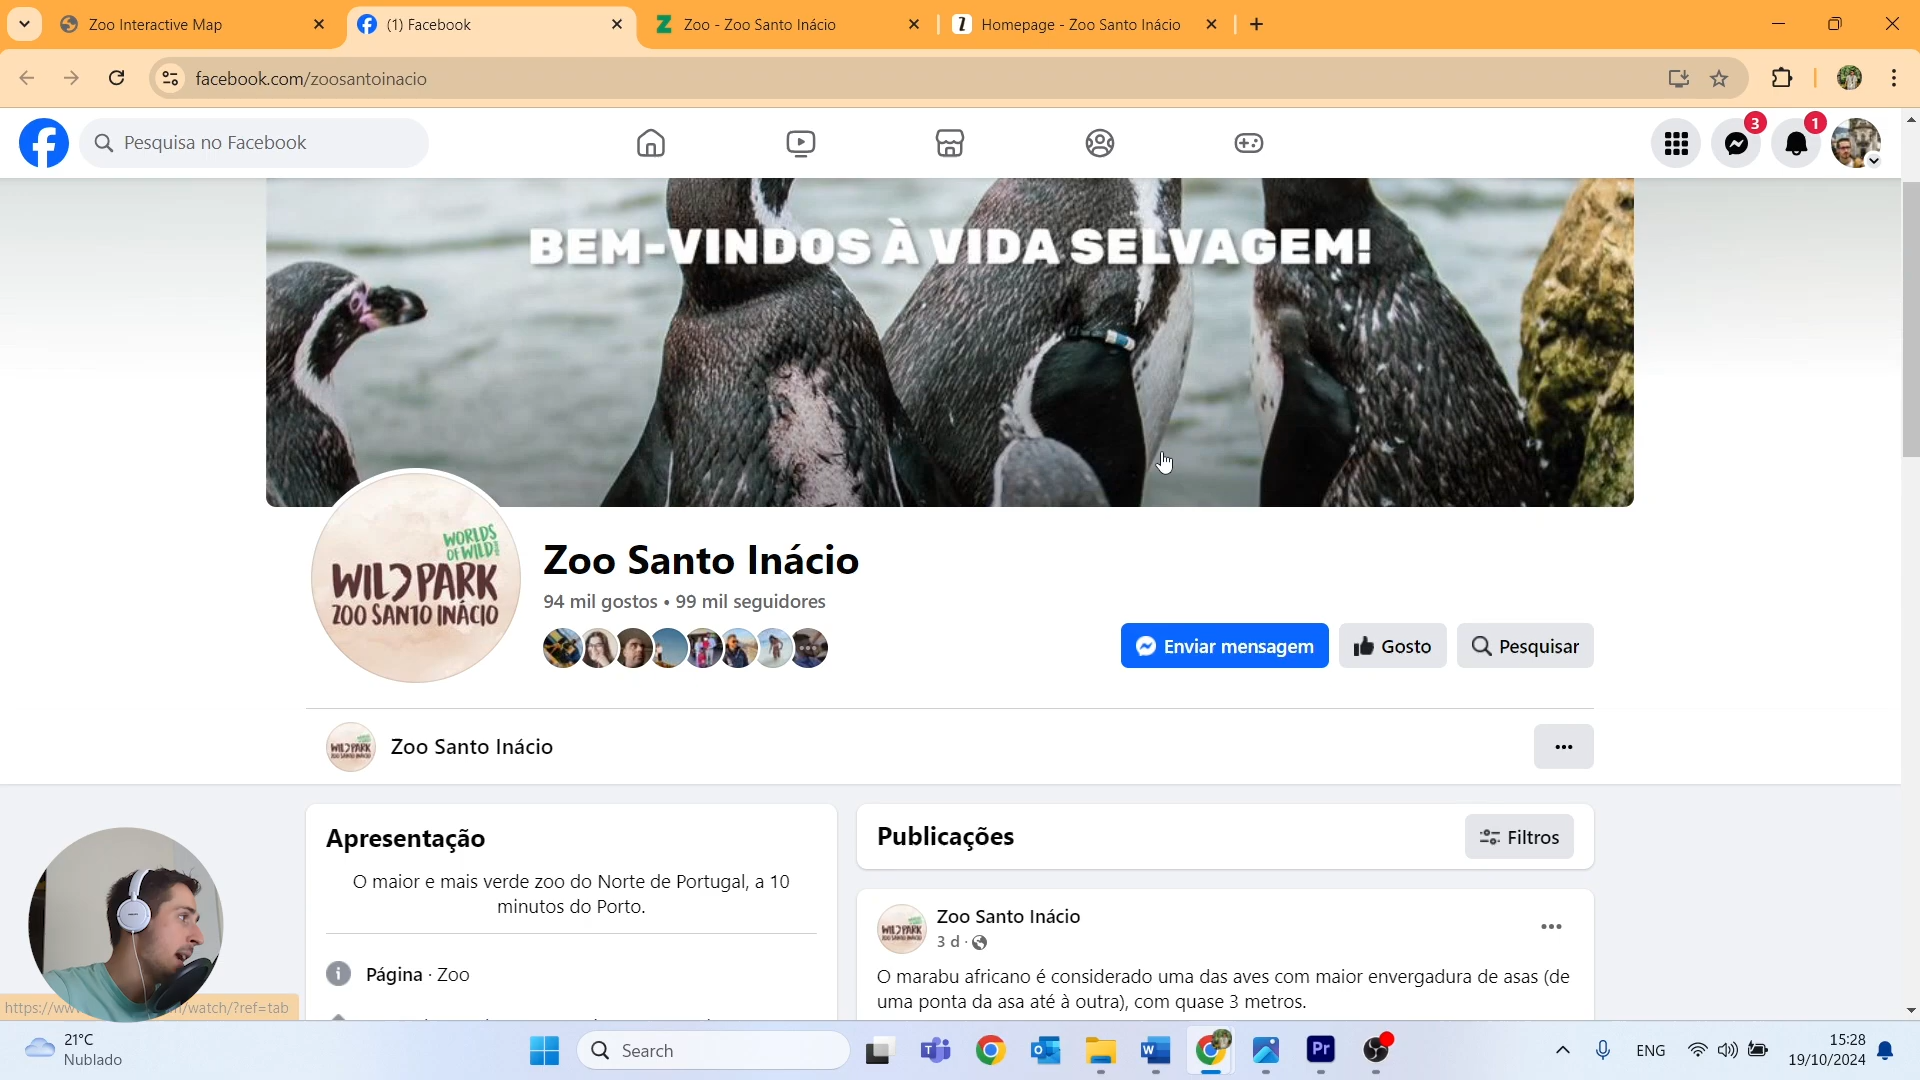 Zoo Interactive Map
(1) Facebook
Zoo - Zoo Santo Inácio
Homepage - Zoo Santo Inácio
facebook.com/zoosantoinacio
Pesquisa no Facebook
3
1
BEM-VINDOS À VIDA SELVAGEM!
WORLDS
OF WILD
WILDPARK
ZOO SANTO INÁCIO
Zoo Santo Inácio
94 mil gostos • 99 mil seguidores
Enviar mensagem
Gosto
Pesquisar
Zoo Santo Inácio
Apresentação
O maior e mais verde zoo do Norte de Portugal, a 10
minutos do Porto.
Página · Zoo
Publicações
Filtros
Zoo Santo Inácio
3 d ·
O marabu africano é considerado uma das aves com maior envergadura de asas (de
uma ponta da asa até à outra), com quase 3 metros.
/watch/?ref=tab
21°C
Nublado
Search
ENG
15:28
19/10/2024